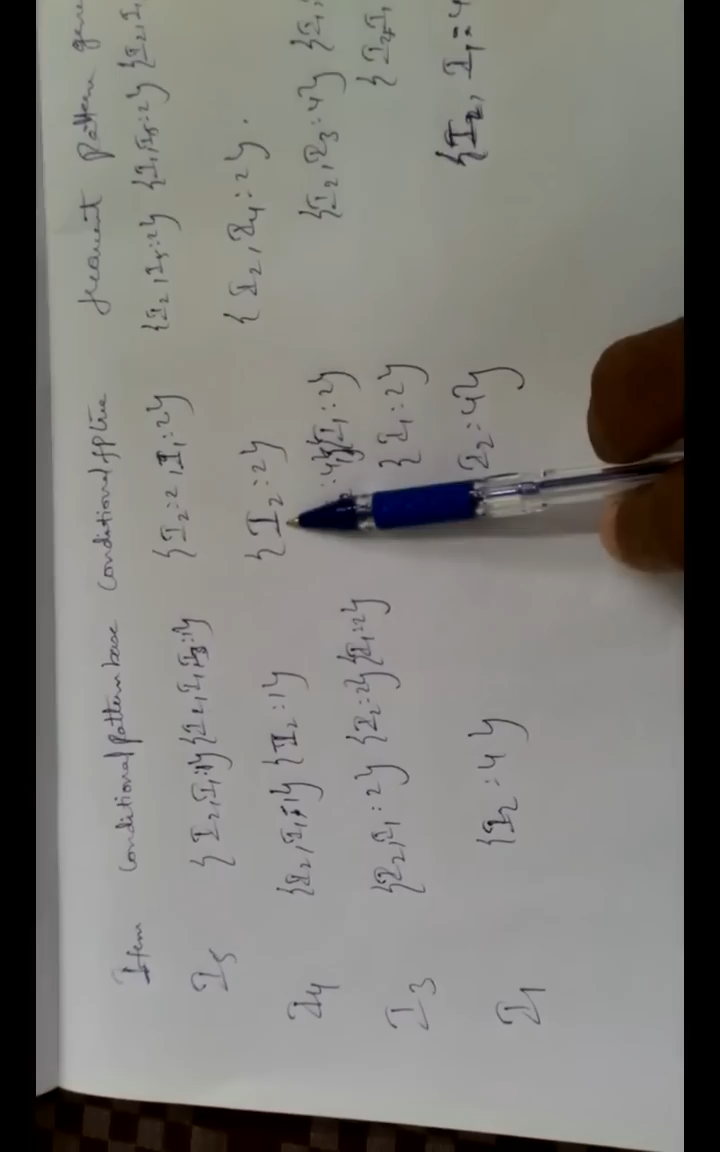 Item Conditional pattern base Conditional fp tree frequent Pattern gene
I5 {I2,I1:1}{I2,I1,I3:1} {I2:2,I1:2} {I2,I5:2} {I1,I5:2} {I2,I
I4 {I2,I1:1}{I2:1} {I2:2} {I2,I4:2}.
I3 {I2,I1:2}{I2:2}{I1:2} :4}{I1:2} {I2,I3:4} {I1,
{I1:2} {I2,I1
I1 {I2:4} I2:4} {I2,I1:4